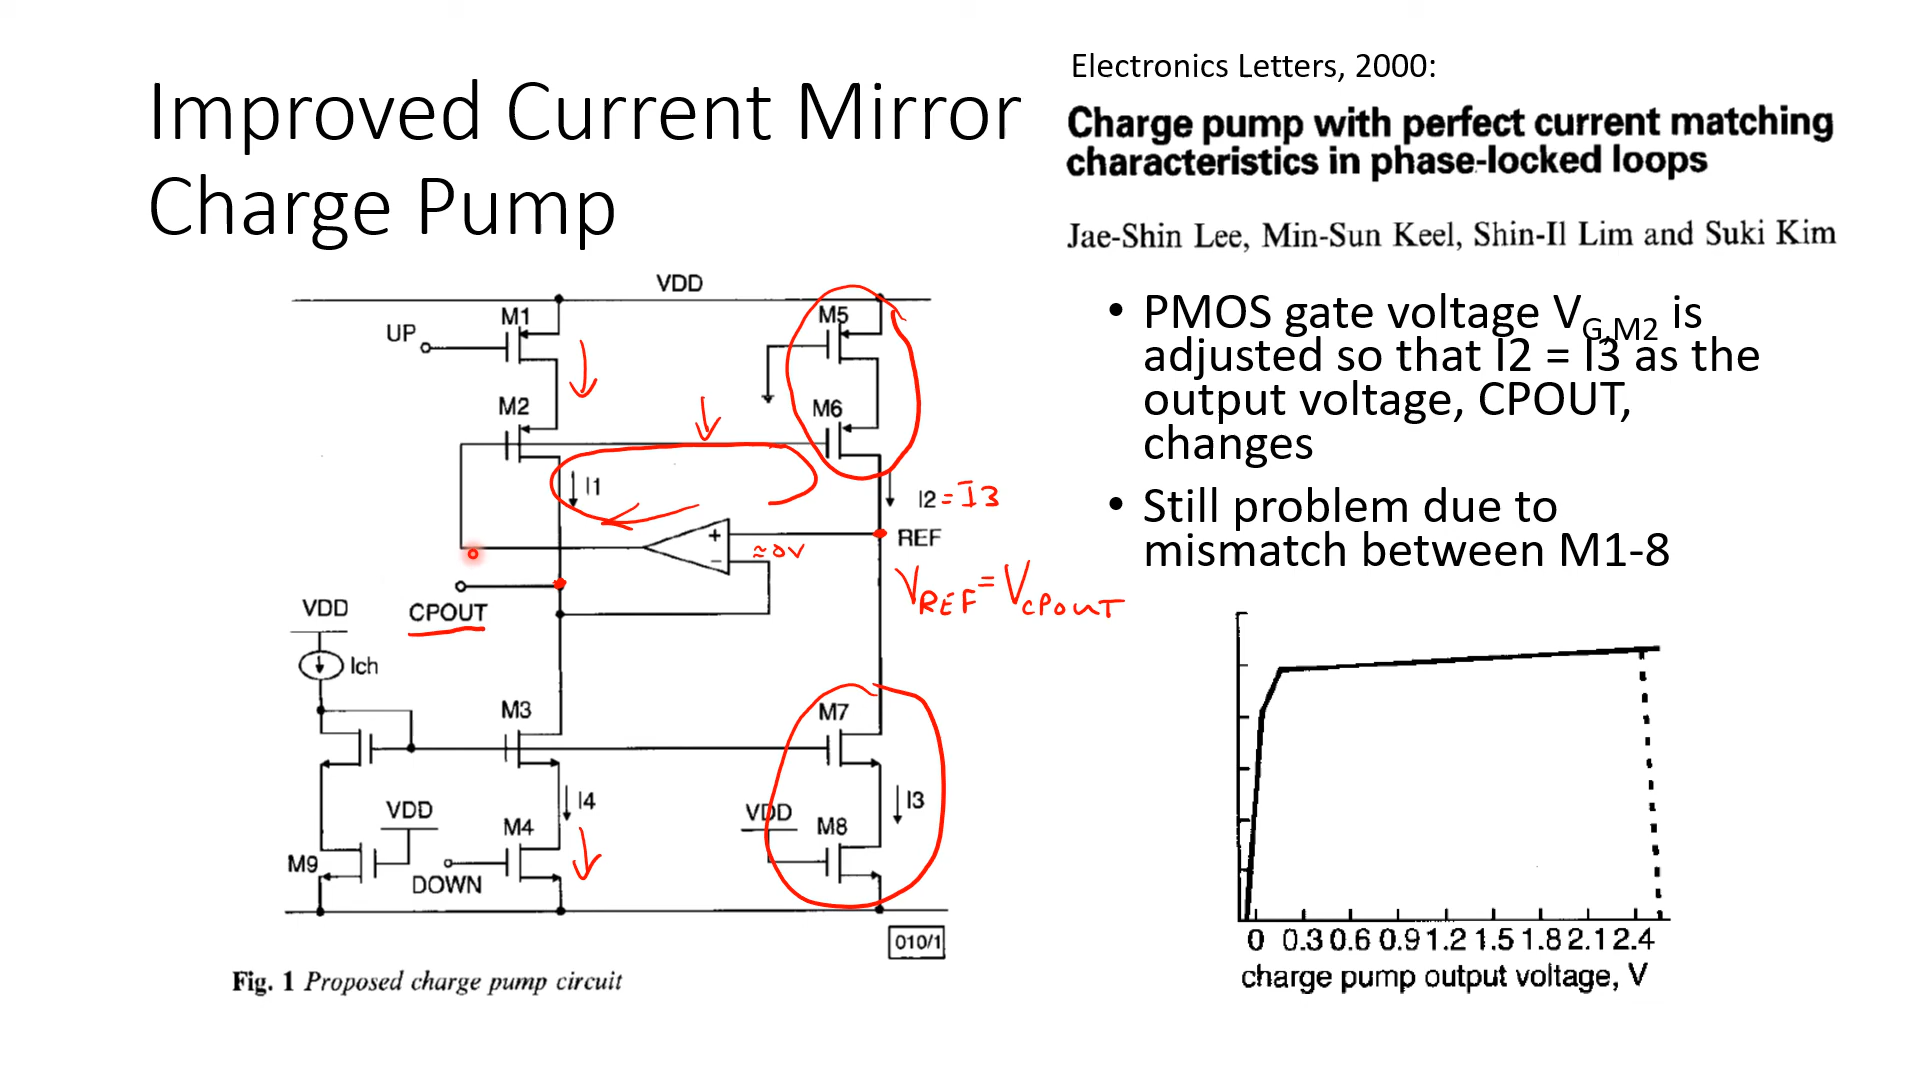 Improved Current Mirror
Charge Pump
Electronics Letters, 2000:
Charge pump with perfect current matching
characteristics in phase-locked loops
Jae-Shin Lee, Min-Sun Keel, Shin-Il Lim and Suki Kim
• PMOS gate voltage VG,M2 is
adjusted so that I2 = I3 as the
output voltage, CPOUT,
changes
• Still problem due to
mismatch between M1-8
VDD
UP
M1
M5
M2
M6
I1
I2 = I3
+
−
≈0V
REF
VREF = VCPOUT
CPOUT
VDD
Ich
M3
M7
I4
I3
VDD
VDD
M4
M8
M9
DOWN
010/1
Fig. 1 Proposed charge pump circuit
0 0.3 0.6 0.9 1.2 1.5 1.8 2.1 2.4
charge pump output voltage, V